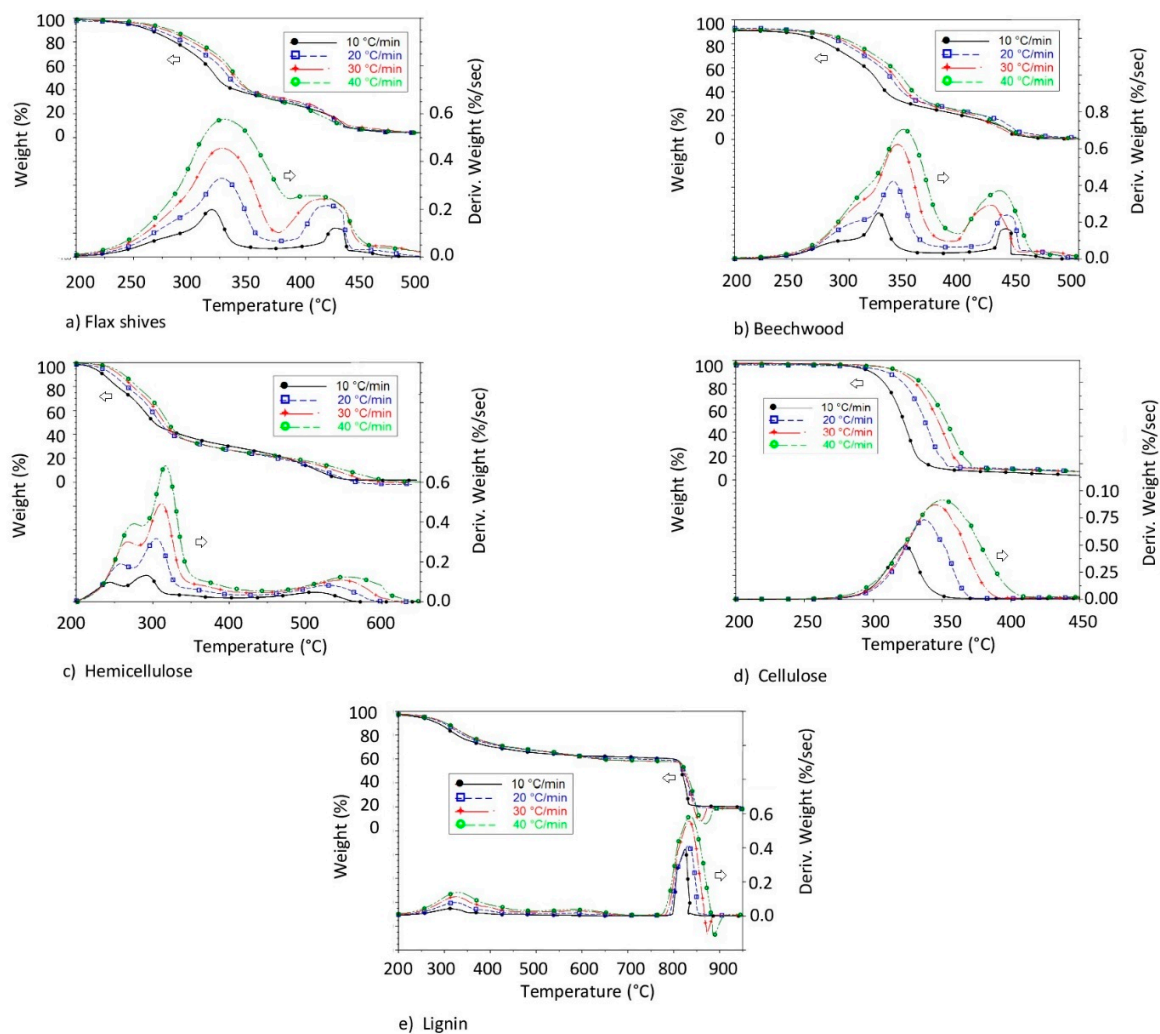 100
80
60
40
20
0
Weight (%)
10 °C/min
20 °C/min
30 °C/min
40 °C/min
0.6
0.4
0.2
0.0
Deriv. Weight (%/sec)
200 250 300 350 400 450 500
Temperature (°C)
a) Flax shives
100
80
60
40
20
0
Weight (%)
10 °C/min
20 °C/min
30 °C/min
40 °C/min
0.8
0.6
0.4
0.2
0.0
Deriv. Weight (%/sec)
200 250 300 350 400 450 500
Temperature (°C)
b) Beechwood
100
80
60
40
20
0
Weight (%)
10 °C/min
20 °C/min
30 °C/min
40 °C/min
0.6
0.4
0.2
0.0
Deriv. Weight (%/sec)
200 300 400 500 600
Temperature (°C)
c) Hemicellulose
100
80
60
40
20
0
Weight (%)
10 °C/min
20 °C/min
30 °C/min
40 °C/min
0.10
0.75
0.50
0.25
0.00
Deriv. Weight (%/sec)
200 250 300 350 400 450
Temperature (°C)
d) Cellulose
100
80
60
40
20
0
Weight (%)
10 °C/min
20 °C/min
30 °C/min
40 °C/min
0.6
0.4
0.2
0.0
Deriv. Weight (%/sec)
200 300 400 500 600 700 800 900
Temperature (°C)
e) Lignin